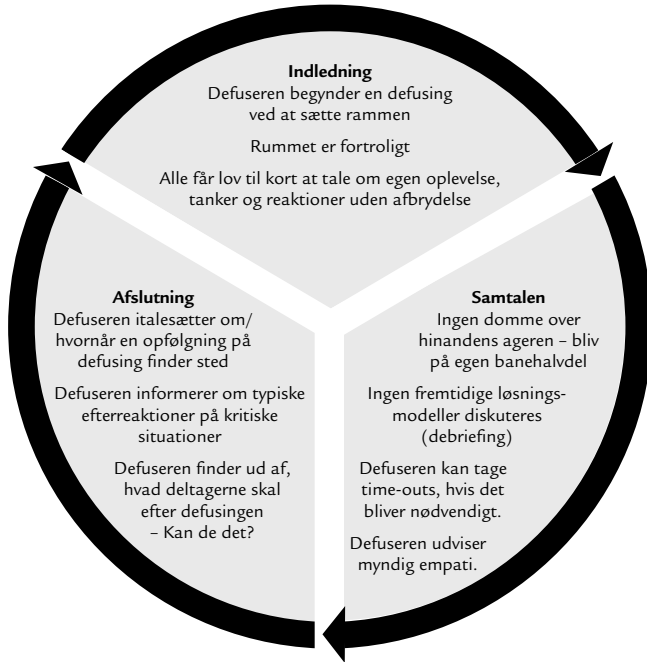 Indledning
Defuseren begynder en defusing
ved at sætte rammen
Rummet er fortroligt
Alle får lov til kort at tale om egen oplevelse,
tanker og reaktioner uden afbrydelse
Samtalen
Ingen domme over
hinandens ageren – bliv
på egen banehalvdel
Ingen fremtidige løsnings-
modeller diskuteres
(debriefing)
Defuseren kan tage
time-outs, hvis det
bliver nødvendigt.
Defuseren udviser
myndig empati.
Afslutning
Defuseren italesætter om/
hvornår en opfølgning på
defusing finder sted
Defuseren informerer om typiske
efterreaktioner på kritiske
situationer
Defuseren finder ud af,
hvad deltagerne skal
efter defusingen
– Kan de det?